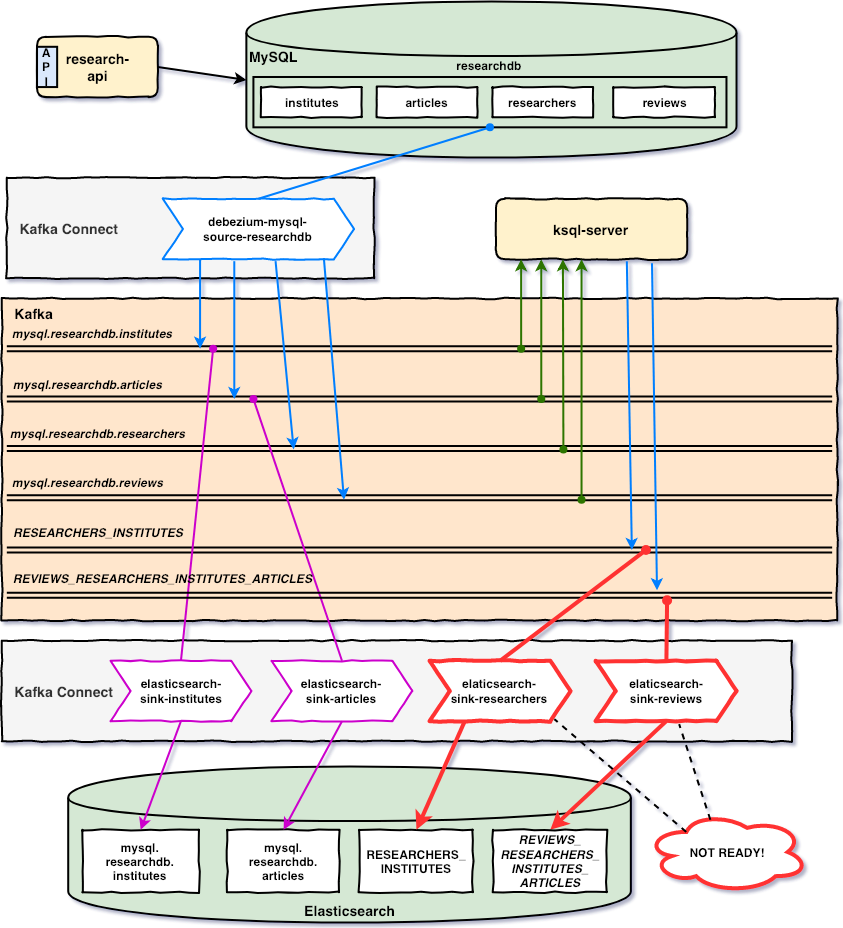 A
P
I
research-
api
MySQL
researchdb
institutes
articles
researchers
reviews
Kafka Connect
debezium-mysql-
source-researchdb
ksql-server
Kafka
mysql.researchdb.institutes
mysql.researchdb.articles
mysql.researchdb.researchers
mysql.researchdb.reviews
RESEARCHERS_INSTITUTES
REVIEWS_RESEARCHERS_INSTITUTES_ARTICLES
Kafka Connect
elasticsearch-
sink-institutes
elasticsearch-
sink-articles
elaticsearch-
sink-researchers
elaticsearch-
sink-reviews
mysql.
researchdb.
institutes
mysql.
researchdb.
articles
RESEARCHERS_
INSTITUTES
REVIEWS_
RESEARCHERS_
INSTITUTES_
ARTICLES
NOT READY!
Elasticsearch